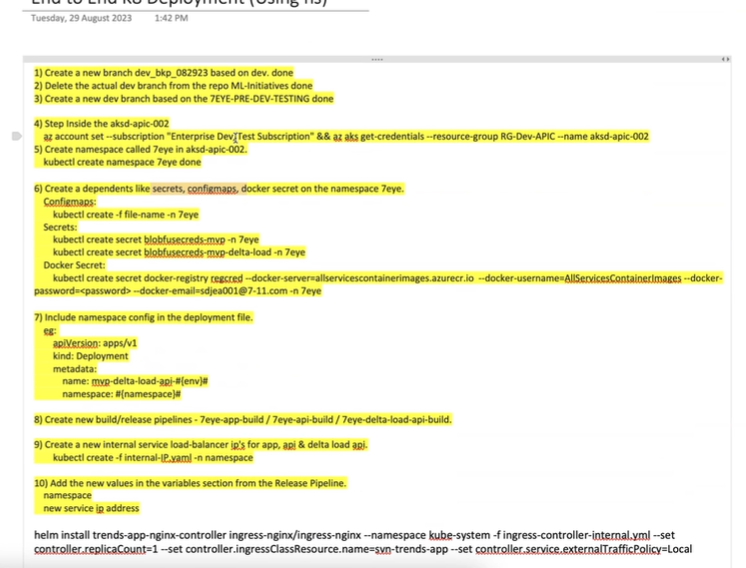 End to End K8 Deployment (Using ns)
Tuesday, 29 August 2023 1:42 PM
1) Create a new branch dev_bkp_082923 based on dev. done
2) Delete the actual dev branch from the repo ML-Initiatives done
3) Create a new dev branch based on the 7EYE-PRE-DEV-TESTING done
4) Step Inside the aksd-apic-002
az account set --subscription "Enterprise Dev/Test Subscription" && az aks get-credentials --resource-group RG-Dev-APIC --name aksd-apic-002
5) Create namespace called 7eye in aksd-apic-002.
kubectl create namespace 7eye done
6) Create a dependents like secrets, configmaps, docker secret on the namespace 7eye.
Configmaps:
kubectl create -f file-name -n 7eye
Secrets:
kubectl create secret blobfusecreds-mvp -n 7eye
kubectl create secret blobfusecreds-mvp-delta-load -n 7eye
Docker Secret:
kubectl create secret docker-registry regcred --docker-server=allservicescontainerimages.azurecr.io --docker-username=AllServicesContainerImages --docker-
password=<password> --docker-email=sdjea001@7-11.com -n 7eye
7) Include namespace config in the deployment file.
eg:
apiVersion: apps/v1
kind: Deployment
metadata:
name: mvp-delta-load-api-#{env}#
namespace: #{namespace}#
8) Create new build/release pipelines - 7eye-app-build / 7eye-api-build / 7eye-delta-load-api-build.
9) Create a new internal service load-balancer ip's for app, api & delta load api.
kubectl create -f internal-IP.yaml -n namespace
10) Add the new values in the variables section from the Release Pipeline.
namespace
new service ip address
helm install trends-app-nginx-controller ingress-nginx/ingress-nginx --namespace kube-system -f ingress-controller-internal.yml --set
controller.replicaCount=1 --set controller.ingressClassResource.name=svn-trends-app --set controller.service.externalTrafficPolicy=Local